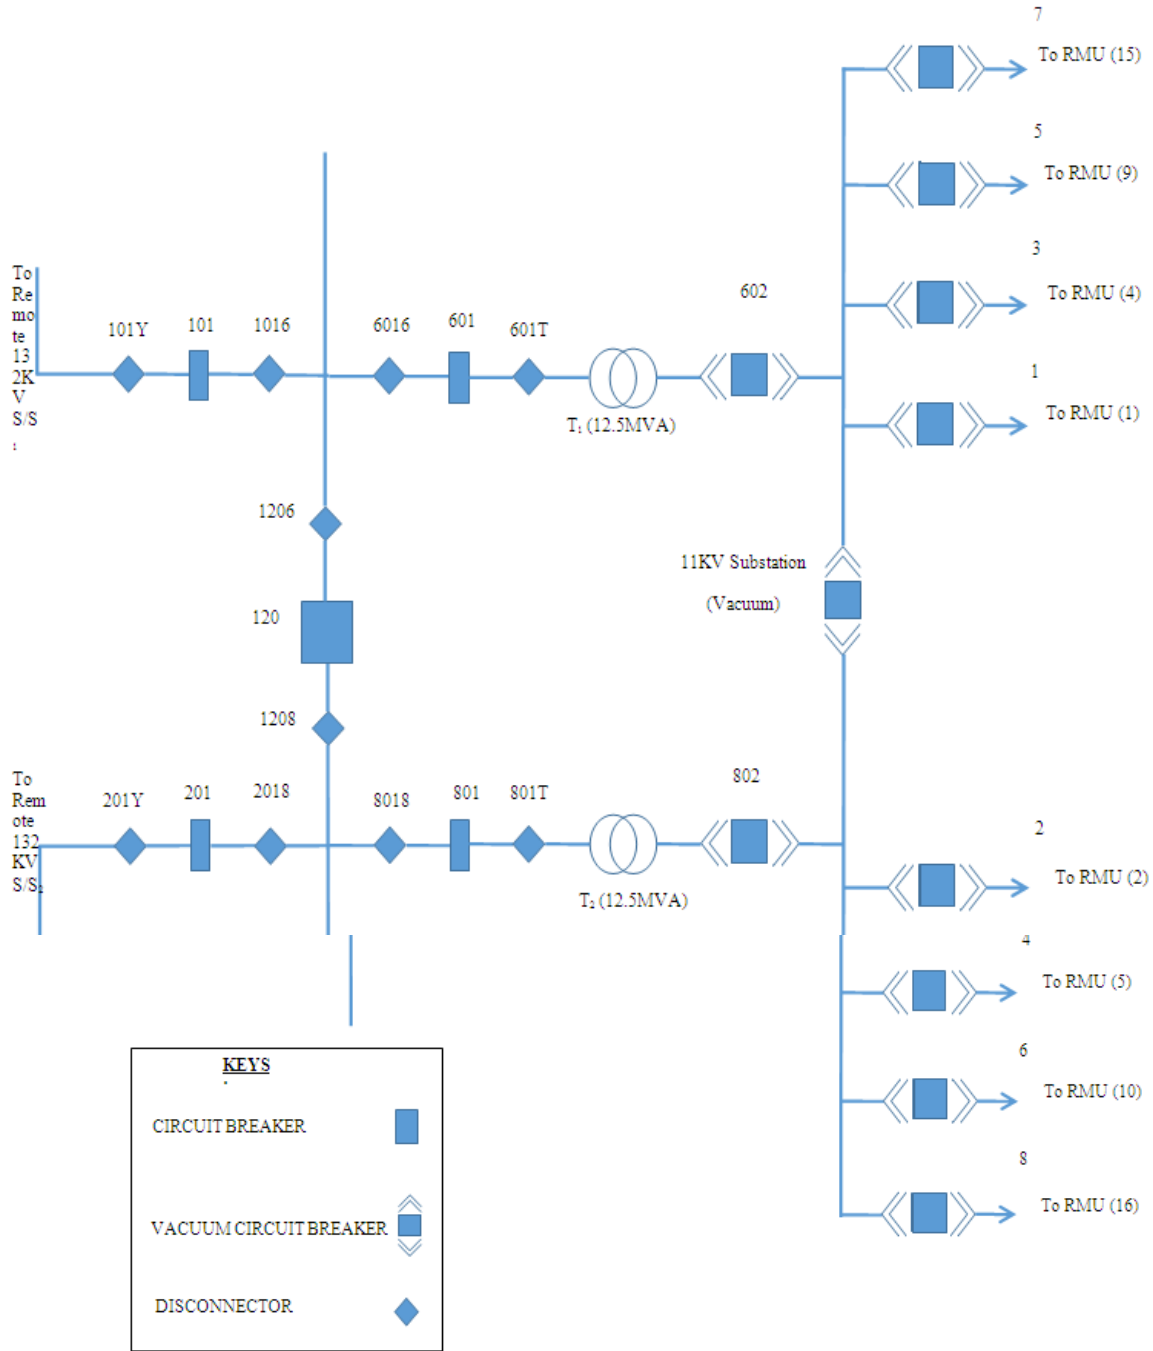 7
To RMU (15)
5
To RMU (9)
3
To RMU (4)
To
Re
mo
te
13
2K
V
S/S
1
101Y
101
1016
6016
601
601T
602
T1 (12.5MVA)
1
To RMU (1)
1206
120
1208
11KV Substation
(Vacuum)
To
Rem
ote
132
KV
S/S2
201Y
201
2018
8018
801
801T
802
T2 (12.5MVA)
2
To RMU (2)
4
To RMU (5)
6
To RMU (10)
8
To RMU (16)
KEYS
CIRCUIT BREAKER
VACUUM CIRCUIT BREAKER
DISCONNECTOR